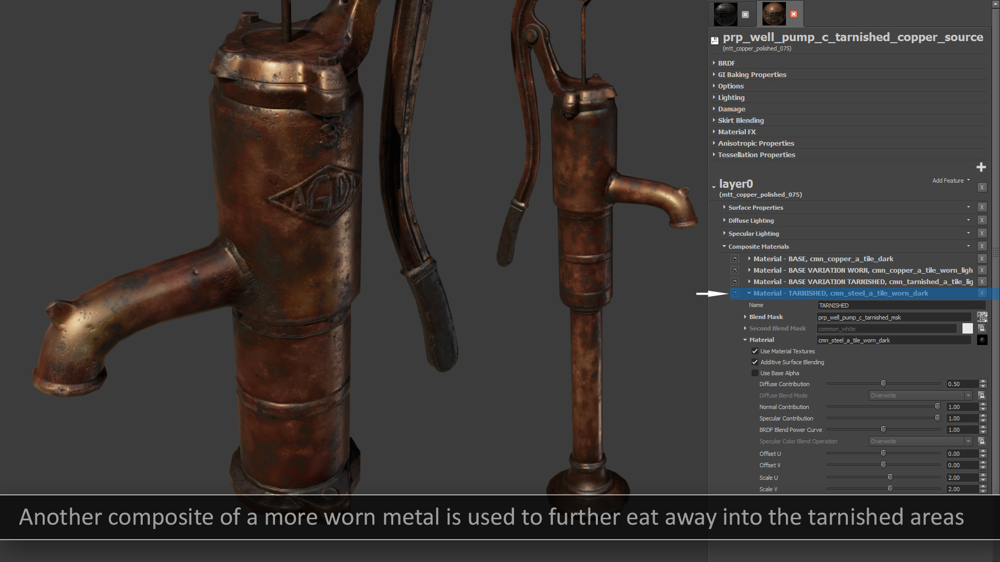 3
AGDA
prp_well_pump_c_tarnished_copper_source
(mtt_copper_polished_075)
BRDF
GI Baking Properties
Options
Lighting
Damage
Skirt Blending
Material FX
Anisotropic Properties
Tessellation Properties
Add Feature
layer0
X
(mtt_copper_polished_075)
Surface Properties X
Diffuse Lighting X
Specular Lighting X
Composite Materials X
Material - BASE, cmn_copper_a_tile_dark X
Material - BASE VARIATION WORN, cmn_copper_a_tile_worn_ligh X
Material - BASE VARIATION TARNISHED, cmn_tarnished_a_tile_lig X
Material - TARNISHED, cmn_steel_a_tile_worn_dark X
Name TARNISHED
Blend Mask prp_well_pump_c_tarnished_msk
Second Blend Mask common_white
Material cmn_steel_a_tile_worn_dark
Use Material Textures
Additive Surface Blending
Use Base Alpha
Diffuse Contribution 0.50
Diffuse Blend Mode Overwrite
Normal Contribution 1.00
Specular Contribution 1.00
BRDF Blend Power Curve 1.00
Specular Color Blend Operation Overwrite
Offset U 0.00
Offset V 0.00
Scale U 2.00
Scale V 2.00
Another composite of a more worn metal is used to further eat away into the tarnished areas